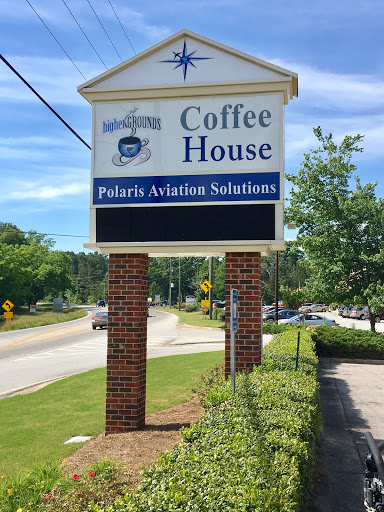 higherGROUNDS
Coffee
House
Polaris Aviation Solutions